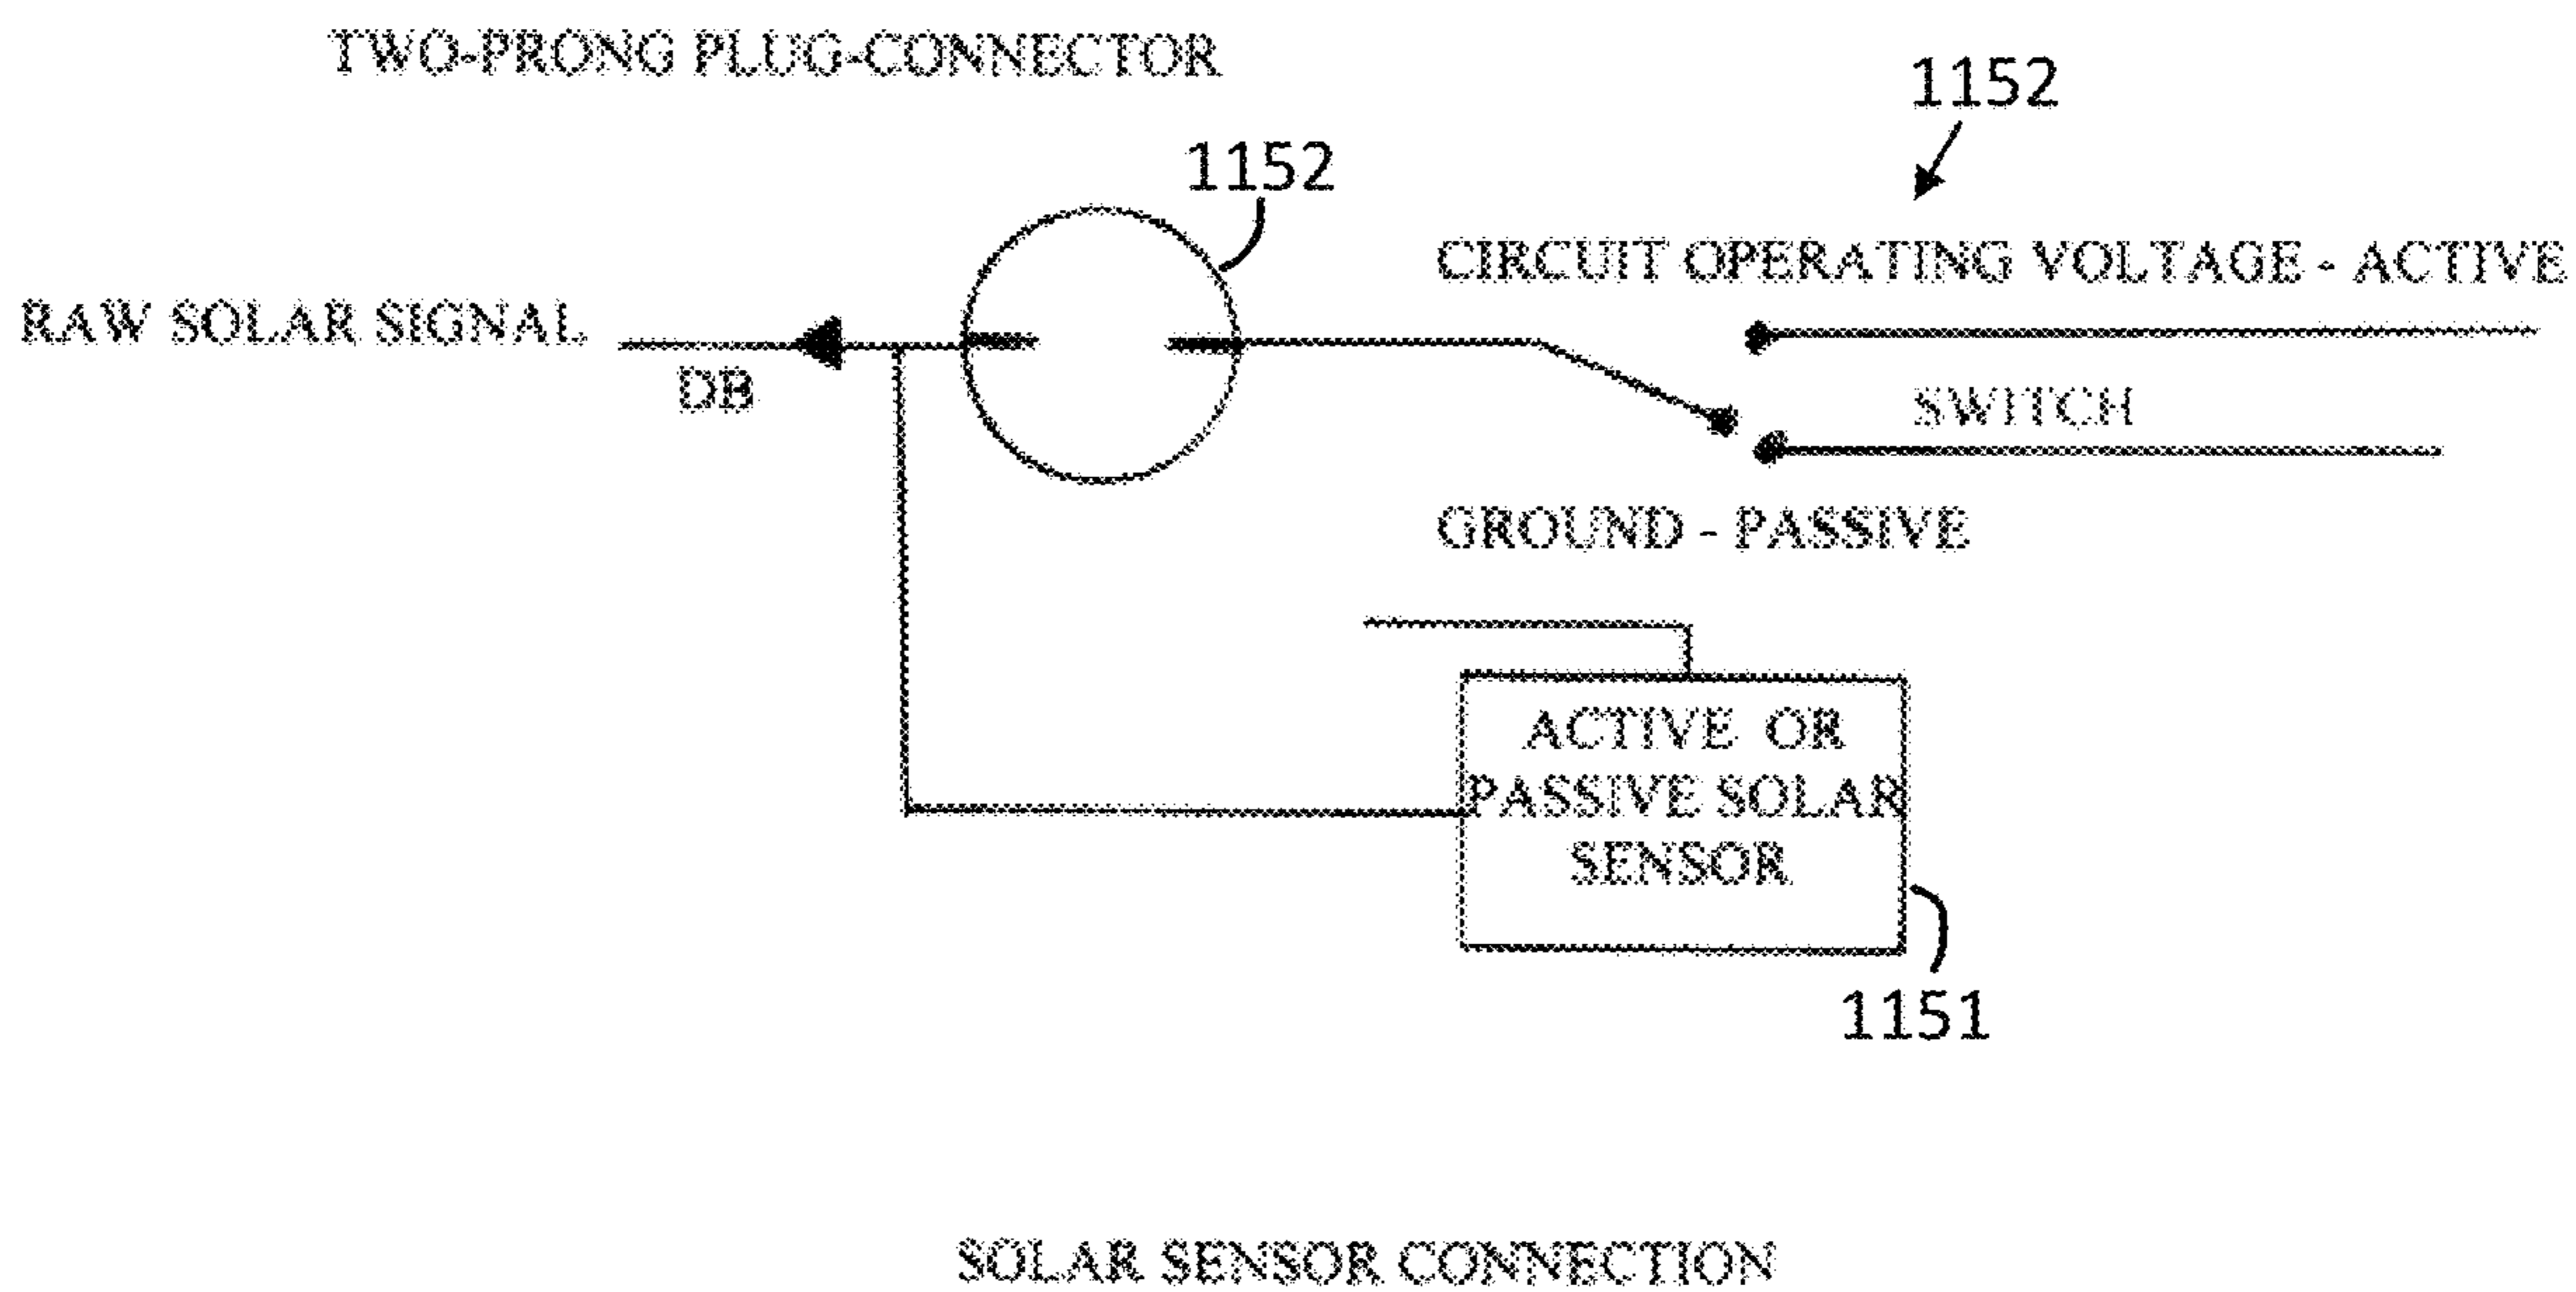 TWO-PRONG PLUG-CONNECTOR
1152
1152
CIRCUIT OPERATING VOLTAGE - ACTIVE
RAW SOLAR SIGNAL
DB
SWITCH
GROUND - PASSIVE
ACTIVE OR
PASSIVE SOLAR
SENSOR
1151
SOLAR SENSOR CONNECTION